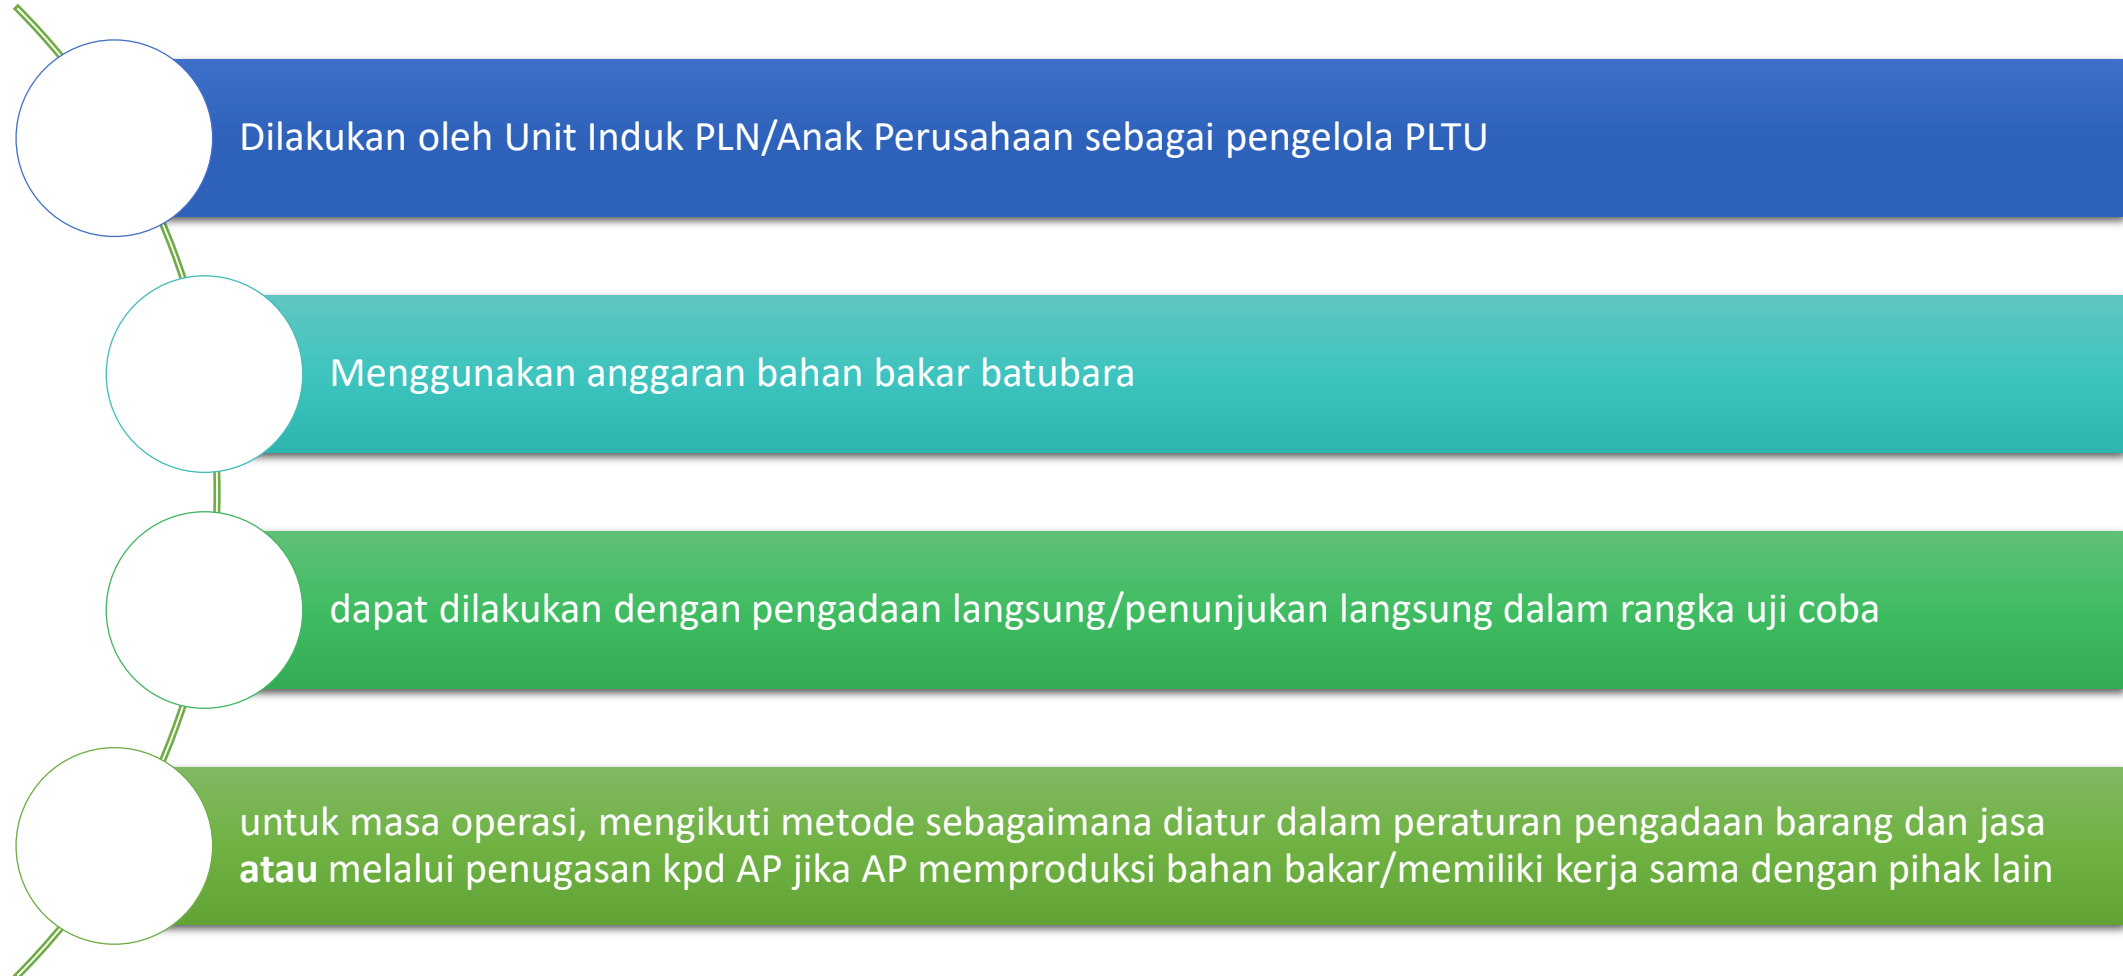 Dilakukan oleh Unit Induk PLN/Anak Perusahaan sebagai pengelola PLTU
Menggunakan anggaran bahan bakar batubara
dapat dilakukan dengan pengadaan langsung/penunjukan langsung dalam rangka uji coba
untuk masa operasi, mengikuti metode sebagaimana diatur dalam peraturan pengadaan barang dan jasa
atau melalui penugasan kpd AP jika AP memproduksi bahan bakar/memiliki kerja sama dengan pihak lain